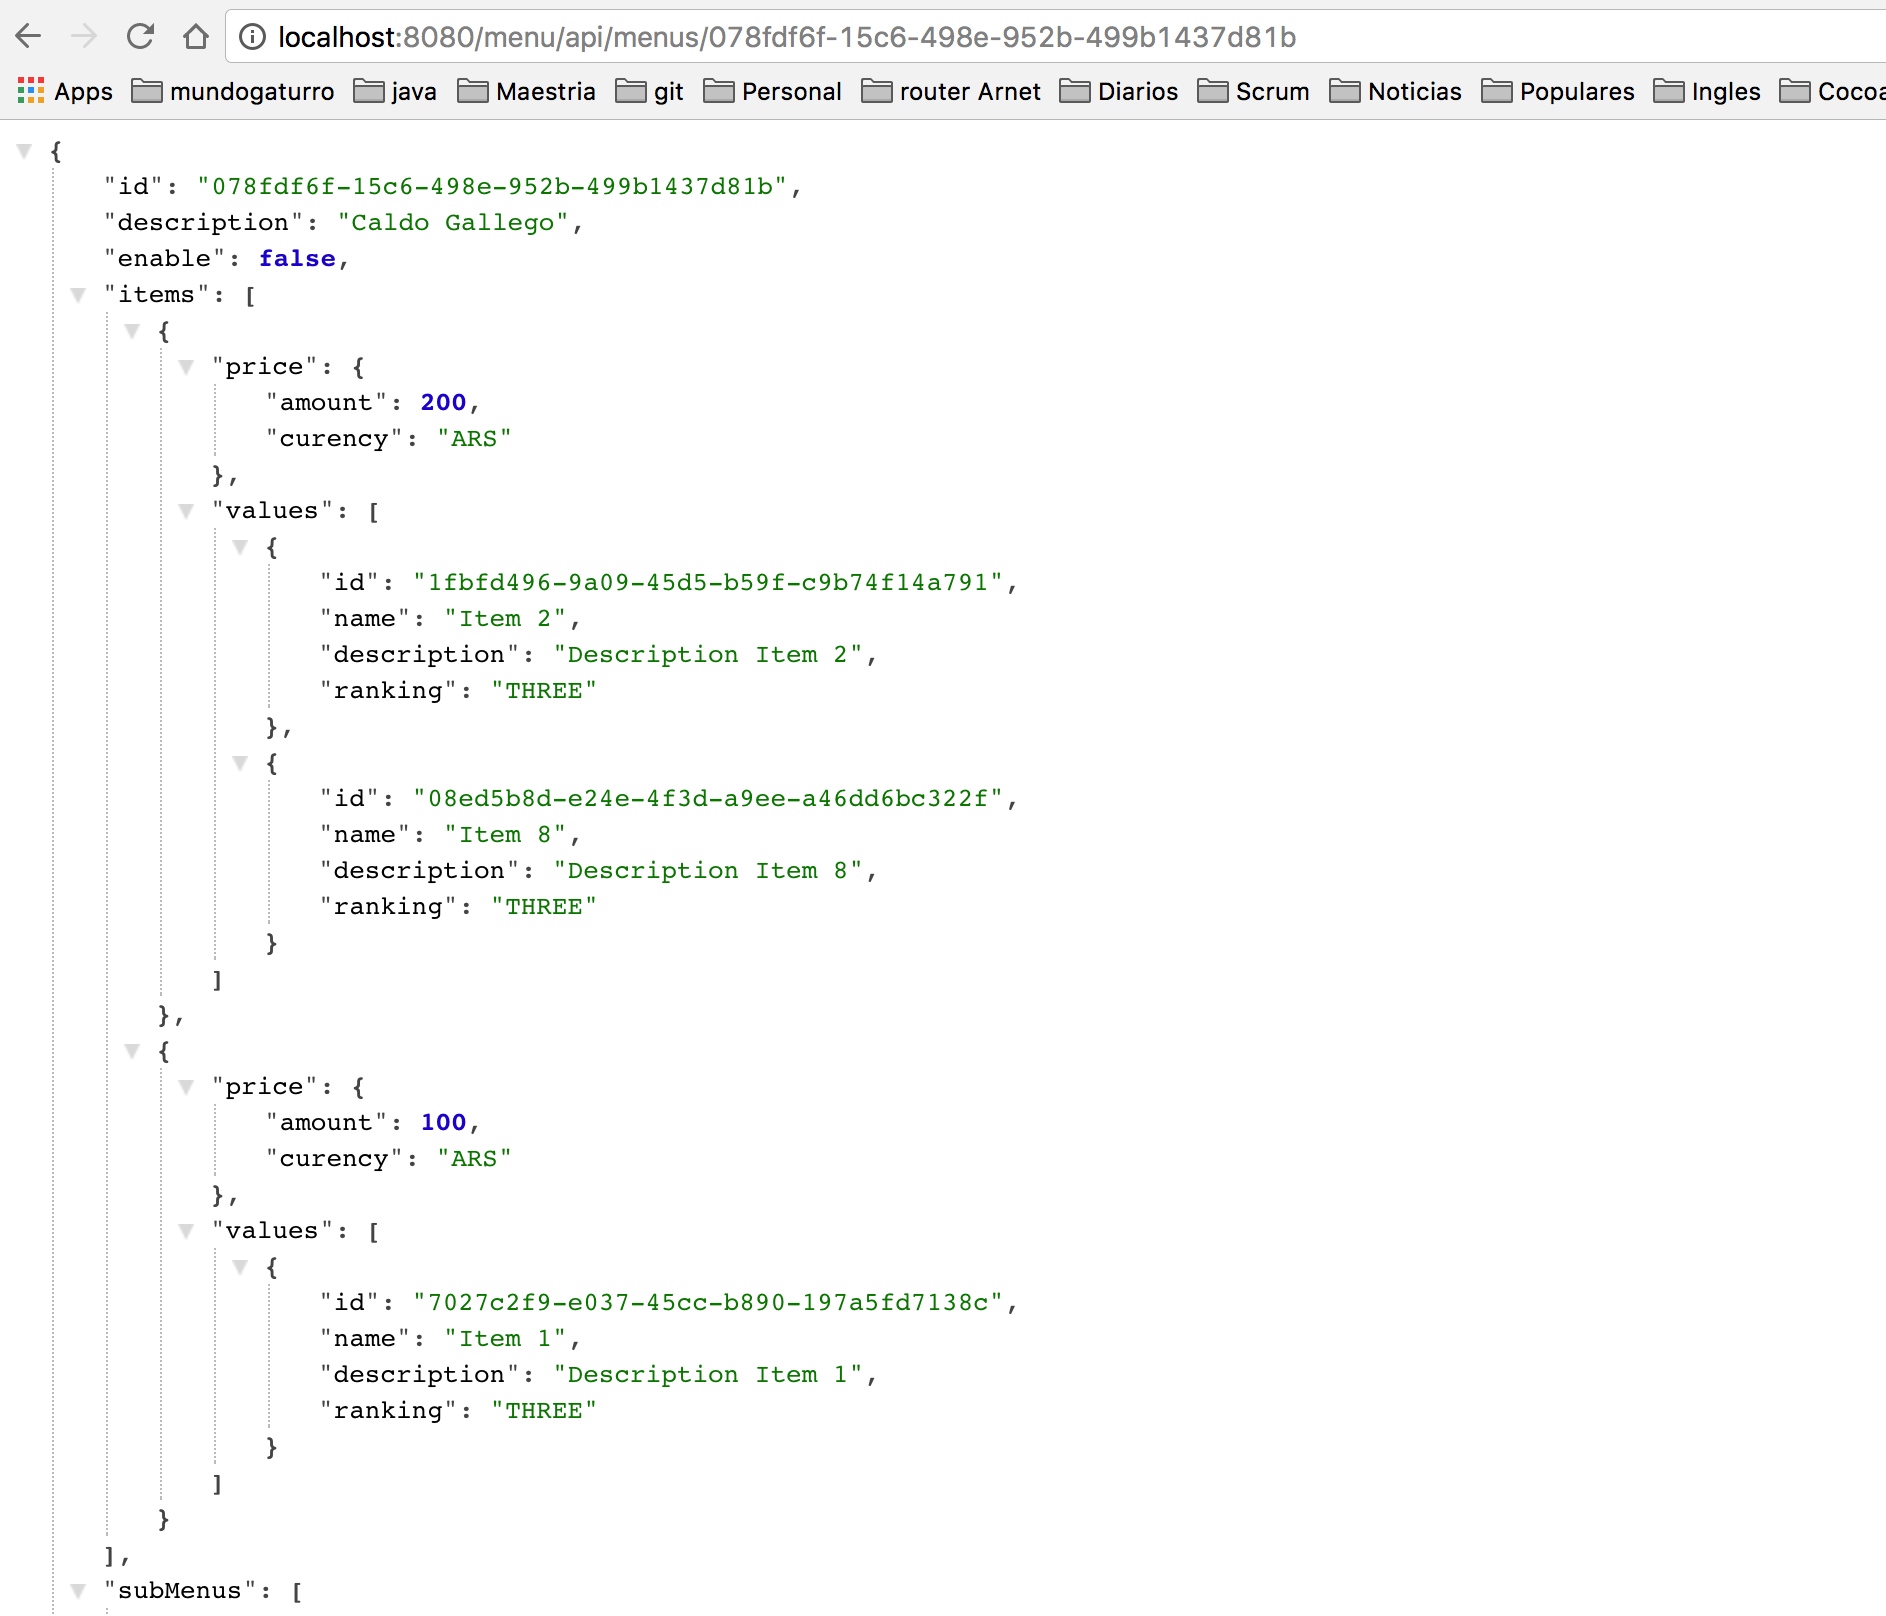 localhost:8080/menu/api/menus/078fdf6f-15c6-498e-952b-499b1437d81b
Apps mundogaturro java Maestria git Personal router Arnet Diarios Scrum Noticias Populares Ingles Cocoa
{
"id": "078fdf6f-15c6-498e-952b-499b1437d81b",
"description": "Caldo Gallego",
"enable": false,
"items": [
{
"price": {
"amount": 200,
"curency": "ARS"
},
"values": [
{
"id": "1fbfd496-9a09-45d5-b59f-c9b74f14a791",
"name": "Item 2",
"description": "Description Item 2",
"ranking": "THREE"
},
{
"id": "08ed5b8d-e24e-4f3d-a9ee-a46dd6bc322f",
"name": "Item 8",
"description": "Description Item 8",
"ranking": "THREE"
}
]
},
{
"price": {
"amount": 100,
"curency": "ARS"
},
"values": [
{
"id": "7027c2f9-e037-45cc-b890-197a5fd7138c",
"name": "Item 1",
"description": "Description Item 1",
"ranking": "THREE"
}
]
}
],
"subMenus": [